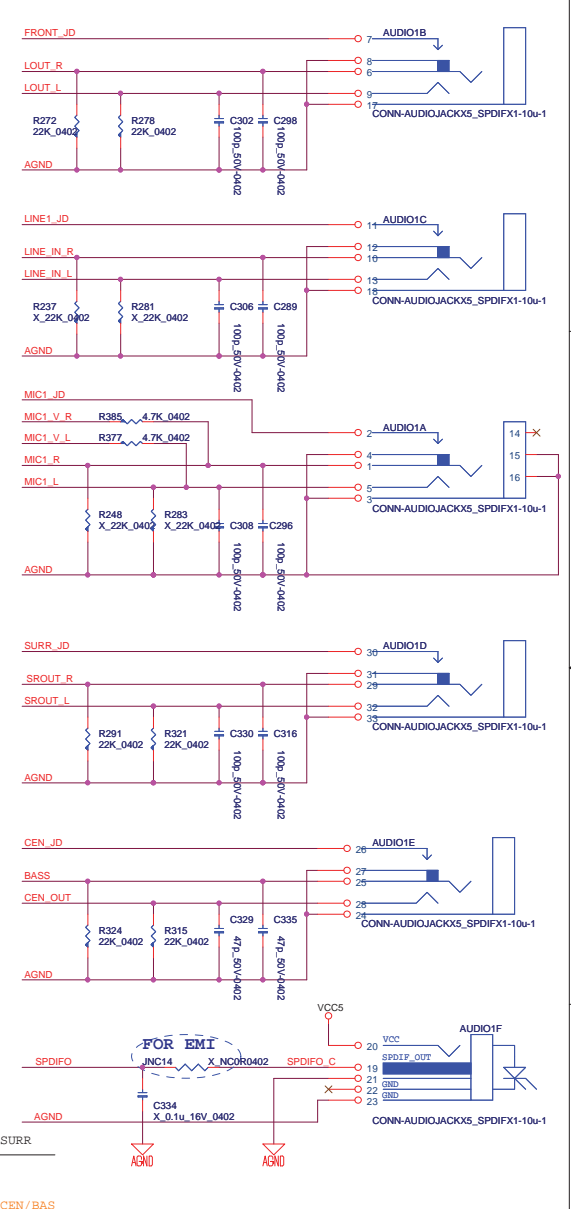 FRONT_JD
7
AUDIO1B
8
LOUT_R
6
LOUT_L
9
17
CONN-AUDIOJACKX5_SPDIFX1-10u-1
R272
22K_0402
R278
22K_0402
C302
100p_50V-0402
C298
100p_50V-0402
AGND
LINE1_JD
11
AUDIO1C
12
LINE_IN_R
10
LINE_IN_L
13
18
CONN-AUDIOJACKX5_SPDIFX1-10u-1
R237
X_22K_0402
R281
X_22K_0402
C306
100p_50V-0402
C289
100p_50V-0402
AGND
MIC1_JD
MIC1_V_R
R385
4.7K_0402
2
AUDIO1A
14
MIC1_V_L
R377
4.7K_0402
4
15
MIC1_R
1
16
MIC1_L
5
3
CONN-AUDIOJACKX5_SPDIFX1-10u-1
R248
X_22K_0402
R283
X_22K_0402
C308
100p_50V-0402
C296
100p_50V-0402
AGND
SURR_JD
30
AUDIO1D
31
SROUT_R
29
SROUT_L
32
33
CONN-AUDIOJACKX5_SPDIFX1-10u-1
R291
22K_0402
R321
22K_0402
C330
100p_50V-0402
C316
100p_50V-0402
AGND
CEN_JD
26
AUDIO1E
27
BASS
25
CEN_OUT
28
24
CONN-AUDIOJACKX5_SPDIFX1-10u-1
R324
22K_0402
R315
22K_0402
C329
47p_50V-0402
C335
47p_50V-0402
AGND
VCC5
FOR EMI
20
VCC
AUDIO1F
SPDIFO
JNC14
X_NC0R0402
SPDIFO_C
19
SPDIF_OUT
21
22
GND
23
GND
C334
X_0.1u_16V_0402
AGND
CONN-AUDIOJACKX5_SPDIFX1-10u-1
SURR
AGND
AGND
CEN/BAS